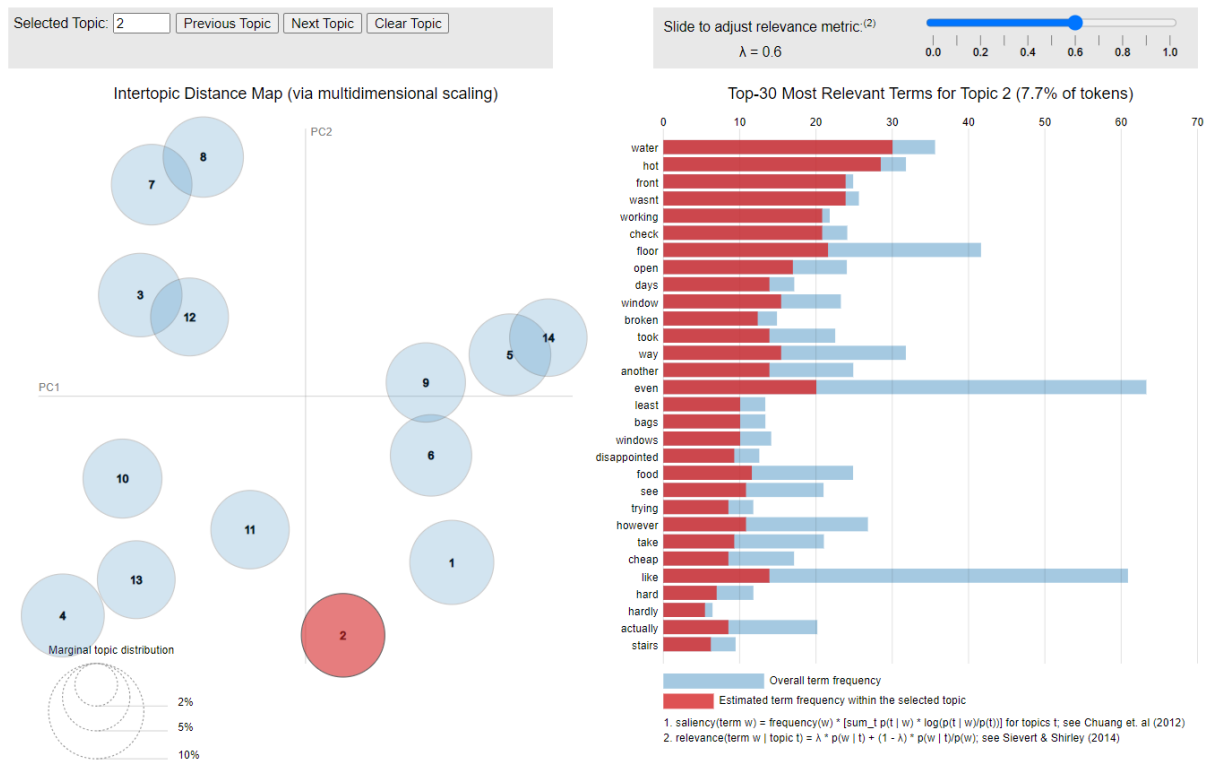 Selected Topic: 2 Previous Topic Next Topic Clear Topic
Slide to adjust relevance metric:(2)
λ = 0.6
0.0 0.2 0.4 0.6 0.8 1.0
Intertopic Distance Map (via multidimensional scaling)
PC2
PC1
8
7
3
12
14
5
9
6
10
11
1
13
4
2
Marginal topic distribution
2%
5%
10%
Top-30 Most Relevant Terms for Topic 2 (7.7% of tokens)
0 10 20 30 40 50 60 70
water
hot
front
wasnt
working
check
floor
open
days
window
broken
took
way
another
even
least
bags
windows
disappointed
food
see
trying
however
take
cheap
like
hard
hardly
actually
stairs
Overall term frequency
Estimated term frequency within the selected topic
1. saliency(term w) = frequency(w) * [sum_t p(t | w) * log(p(t | w)/p(t))] for topics t; see Chuang et. al (2012)
2. relevance(term w | topic t) = λ * p(w | t) + (1 - λ) * p(w | t)/p(w); see Sievert & Shirley (2014)